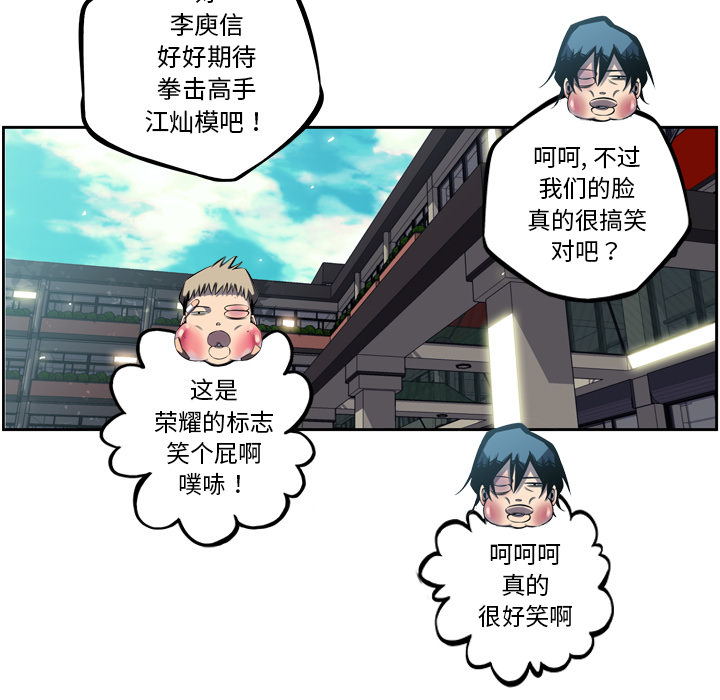 李庾信
好好期待
拳击高手
江灿模吧！
呵呵, 不过
我们的脸
真的很搞笑
对吧？
这是
荣耀的标志
笑个屁啊
噗哧！
呵呵呵
真的
很好笑啊